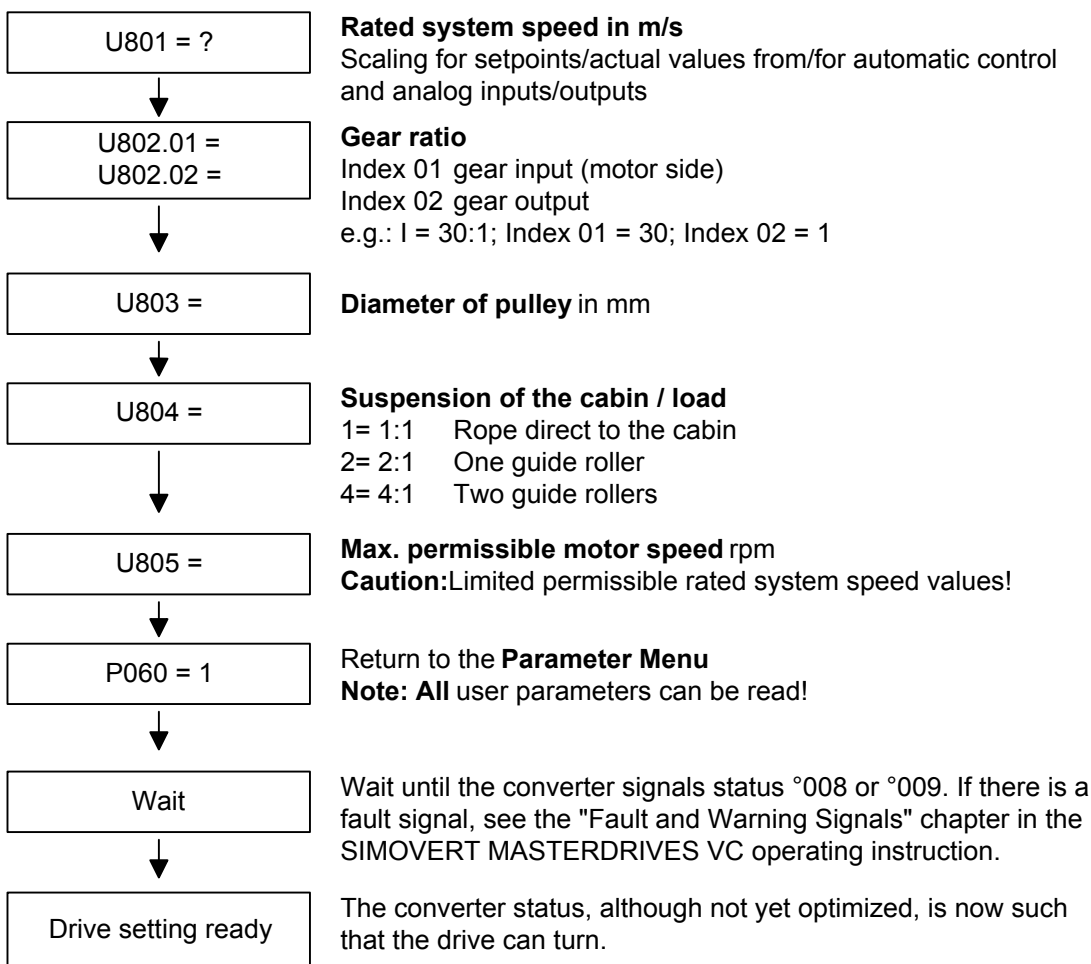 U801 = ?
Rated system speed in m/s
Scaling for setpoints/actual values from/for automatic control
and analog inputs/outputs
U802.01 =
U802.02 =
Gear ratio
Index 01 gear input (motor side)
Index 02 gear output
e.g.: I = 30:1; Index 01 = 30; Index 02 = 1
U803 =
Diameter of pulley in mm
U804 =
Suspension of the cabin / load
1= 1:1 Rope direct to the cabin
2= 2:1 One guide roller
4= 4:1 Two guide rollers
U805 =
Max. permissible motor speed rpm
Caution:Limited permissible rated system speed values!
P060 = 1
Return to the Parameter Menu
Note: All user parameters can be read!
Wait
Wait until the converter signals status °008 or °009. If there is a
fault signal, see the "Fault and Warning Signals" chapter in the
SIMOVERT MASTERDRIVES VC operating instruction.
Drive setting ready
The converter status, although not yet optimized, is now such
that the drive can turn.